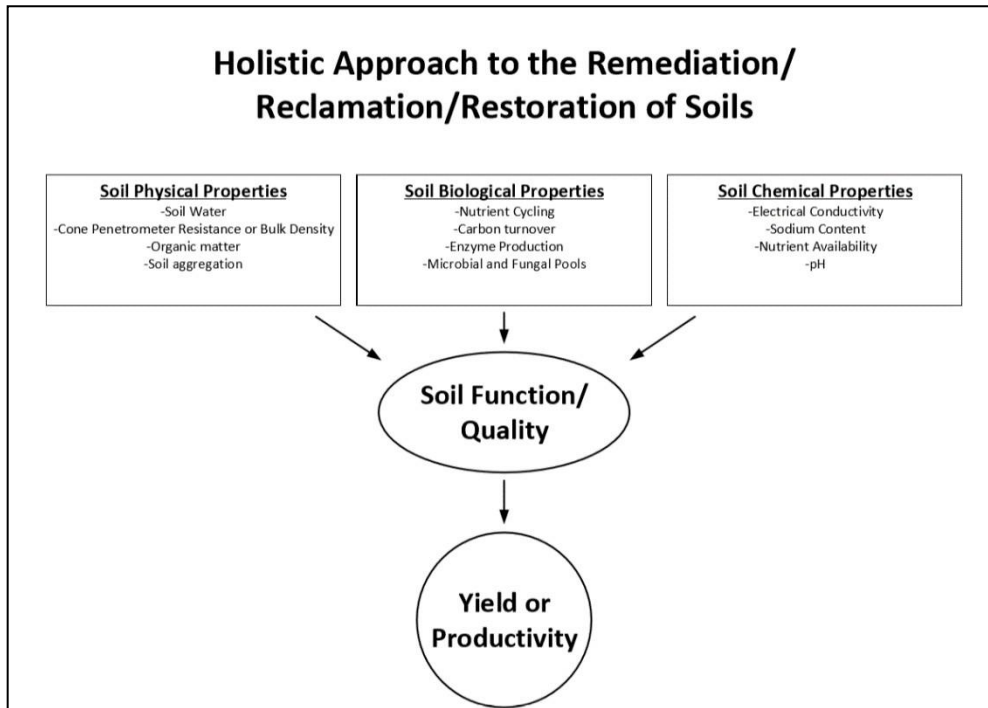 Holistic Approach to the Remediation/
Reclamation/Restoration of Soils
Soil Physical Properties
-Soil Water
-Cone Penetrometer Resistance or Bulk Density
-Organic matter
-Soil aggregation
Soil Biological Properties
-Nutrient Cycling
-Carbon turnover
-Enzyme Production
-Microbial and Fungal Pools
Soil Chemical Properties
-Electrical Conductivity
-Sodium Content
-Nutrient Availability
-pH
Soil Function/
Quality
Yield or
Productivity